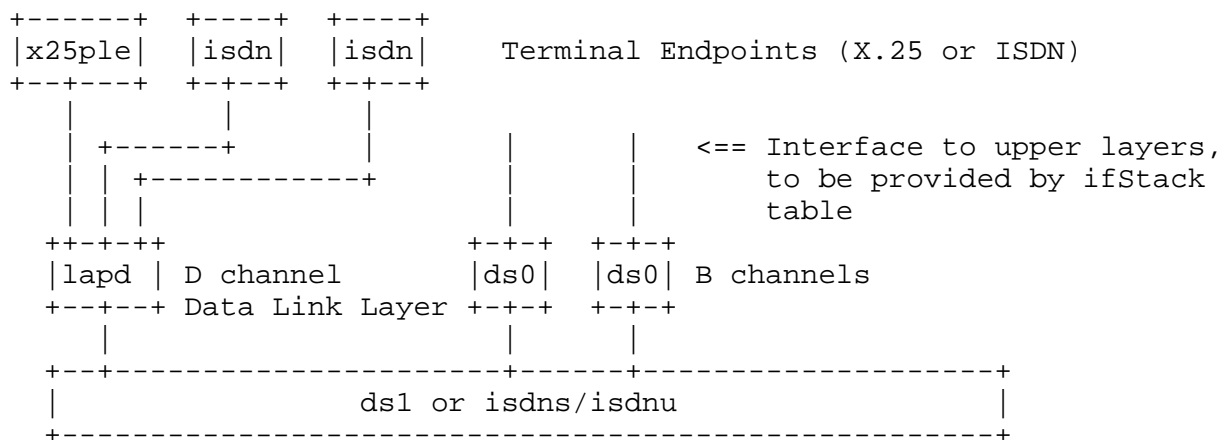 x25ple isdn isdn Terminal Endpoints (X.25 or ISDN)
<== Interface to upper layers,
to be provided by ifStack
table
lapd D channel ds0 ds0 B channels
Data Link Layer
ds1 or isdns/isdnu